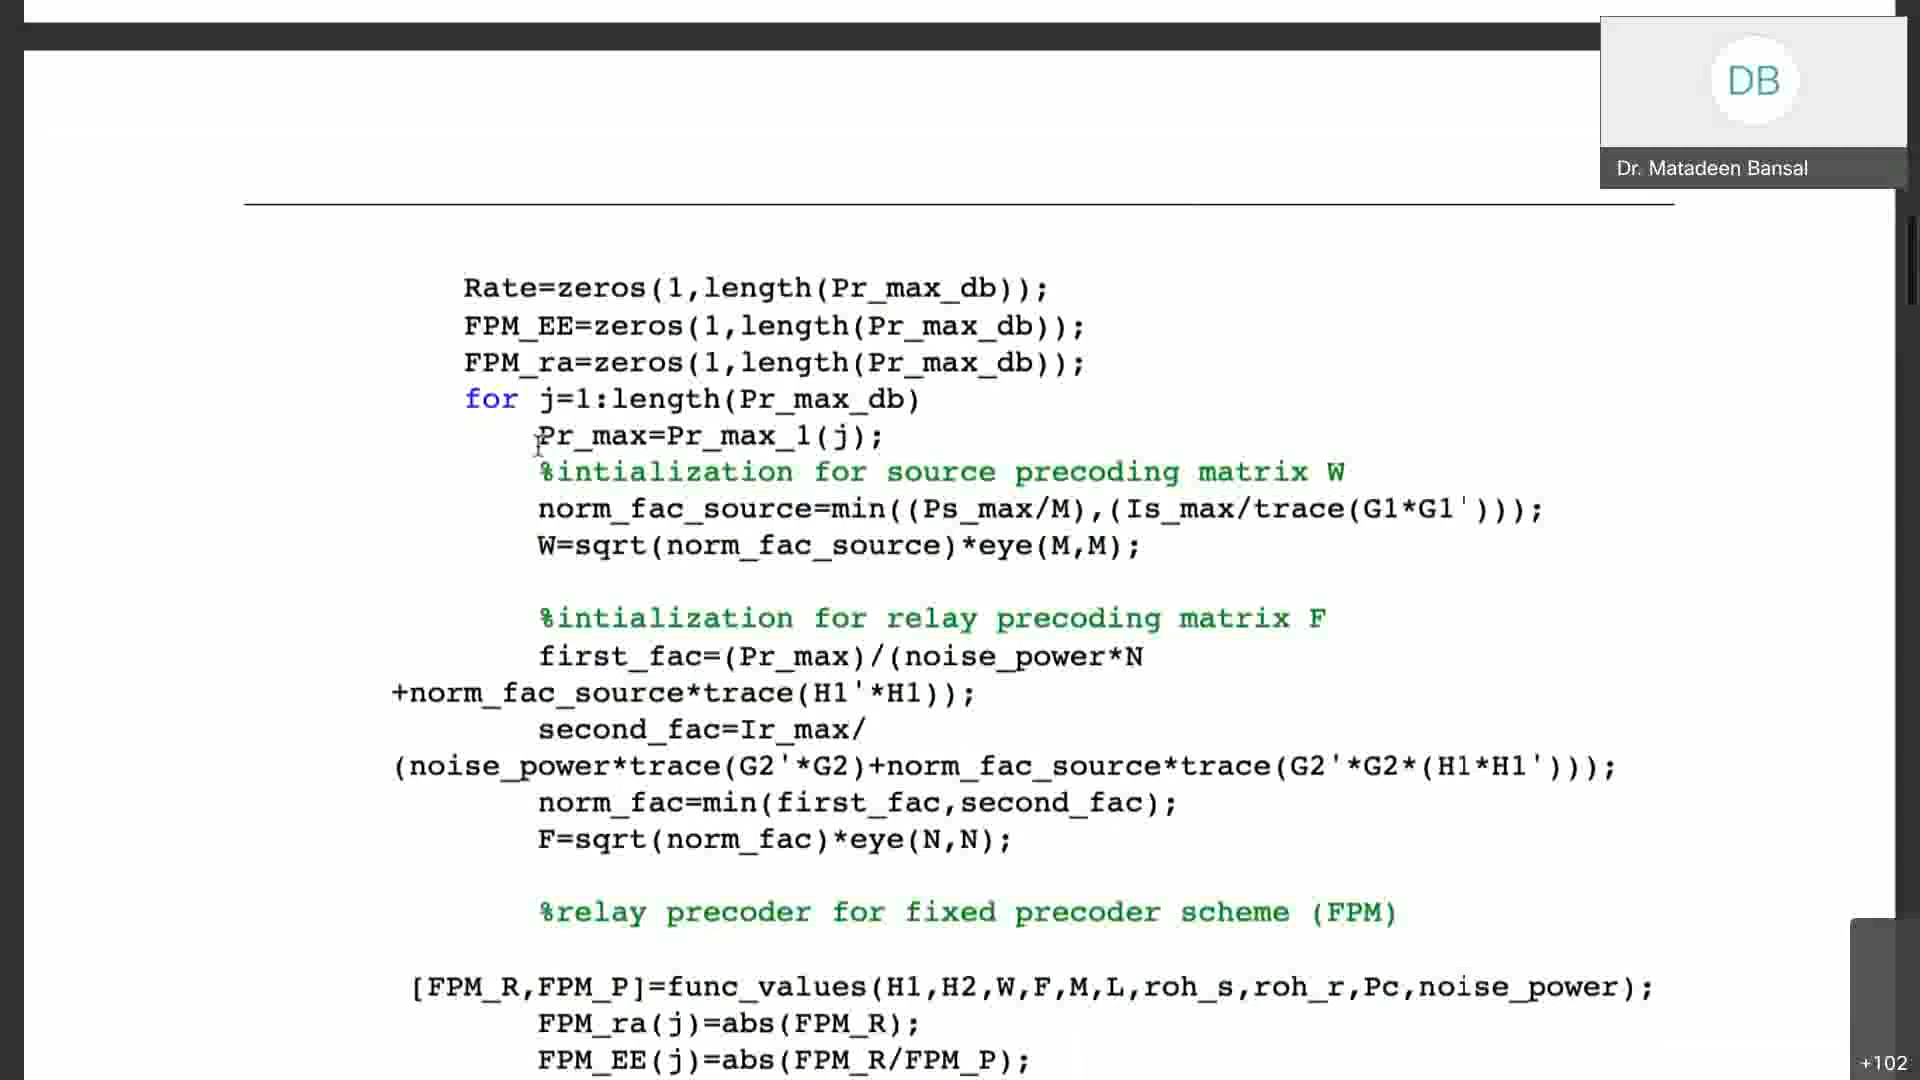 DB
Dr. Matadeen Bansal
Rate=zeros(1,length(Pr_max_db));
FPM_EE=zeros(1,length(Pr_max_db));
FPM_ra=zeros(1,length(Pr_max_db));
for j=1:length(Pr_max_db)
Pr_max=Pr_max_1(j);
%intialization for source precoding matrix W
norm_fac_source=min((Ps_max/M),(Is_max/trace(G1*G1')));
W=sqrt(norm_fac_source)*eye(M,M);
%intialization for relay precoding matrix F
first_fac=(Pr_max)/(noise_power*N
+norm_fac_source*trace(H1'*H1));
second_fac=Ir_max/
(noise_power*trace(G2'*G2)+norm_fac_source*trace(G2'*G2*(H1*H1')));
norm_fac=min(first_fac,second_fac);
F=sqrt(norm_fac)*eye(N,N);
%relay precoder for fixed precoder scheme (FPM)
[FPM_R,FPM_P]=func_values(H1,H2,W,F,M,L,roh_s,roh_r,Pc,noise_power);
FPM_ra(j)=abs(FPM_R);
FPM_EE(j)=abs(FPM_R/FPM_P);
+102